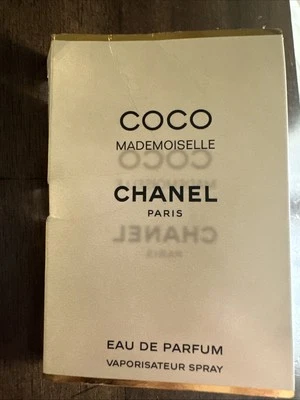 COCO
MADEMOISELLE
CHANEL
PARIS
EAU DE PARFUM
VAPORISATEUR SPRAY